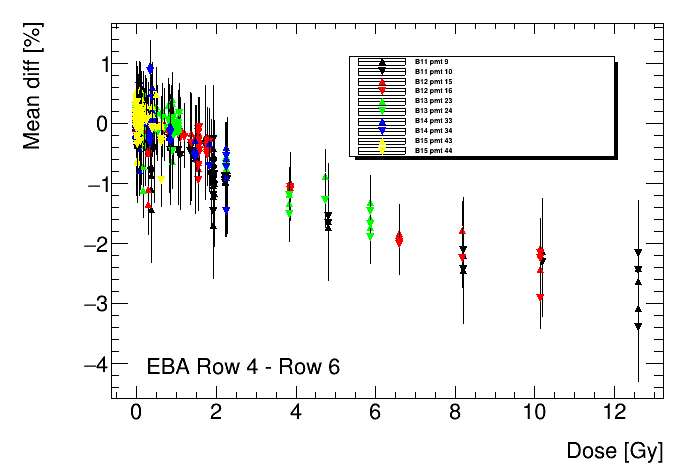 Mean diff [%]
1
0
−1
−2
−3
−4
B11 pmt 9
B11 pmt 10
B12 pmt 15
B12 pmt 16
B13 pmt 23
B13 pmt 24
B14 pmt 33
B14 pmt 34
B15 pmt 43
B15 pmt 44
EBA Row 4 - Row 6
0 2 4 6 8 10 12
Dose [Gy]